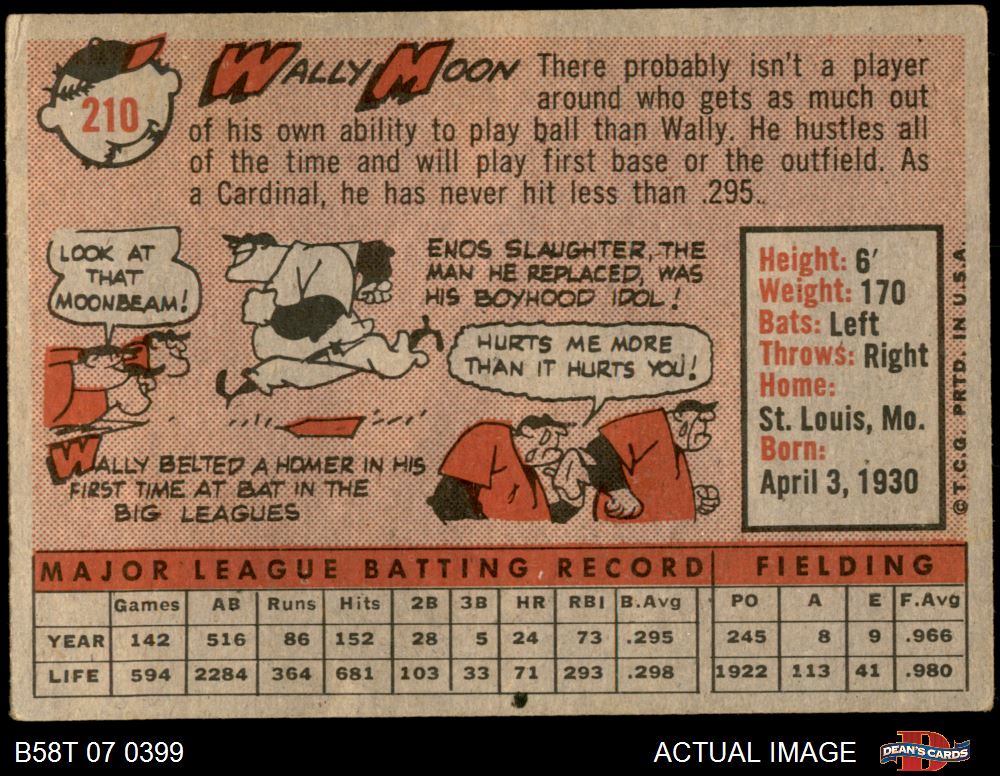 210
WALLY MOON There probably isn't a player
around who gets as much out
of his own ability to play ball than Wally. He hustles all
of the time and will play first base or the outfield. As
a Cardinal, he has never hit less than .295.
LOOK AT
THAT
MOONBEAM!
ENOS SLAUGHTER, THE
MAN HE REPLACED, WAS
HIS BOYHOOD IDOL!
HURTS ME MORE
THAN IT HURTS YOU!
WALLY BELTED A HOMER IN HIS
FIRST TIME AT BAT IN THE
BIG LEAGUES
Height: 6'
Weight: 170
Bats: Left
Throws: Right
Home:
St. Louis, Mo.
Born:
April 3, 1930
© T.C.G. PRTD. IN U.S.A.
MAJOR LEAGUE BATTING RECORD FIELDING
Games AB Runs Hits 2B 3B HR RBI B.Avg PO A E F.Avg
YEAR 142 516 86 152 28 5 24 73 .295 245 8 9 .966
LIFE 594 2284 364 681 103 33 71 293 .298 1922 113 41 .980
B58T 07 0399 ACTUAL IMAGE D DEAN'S CARDS